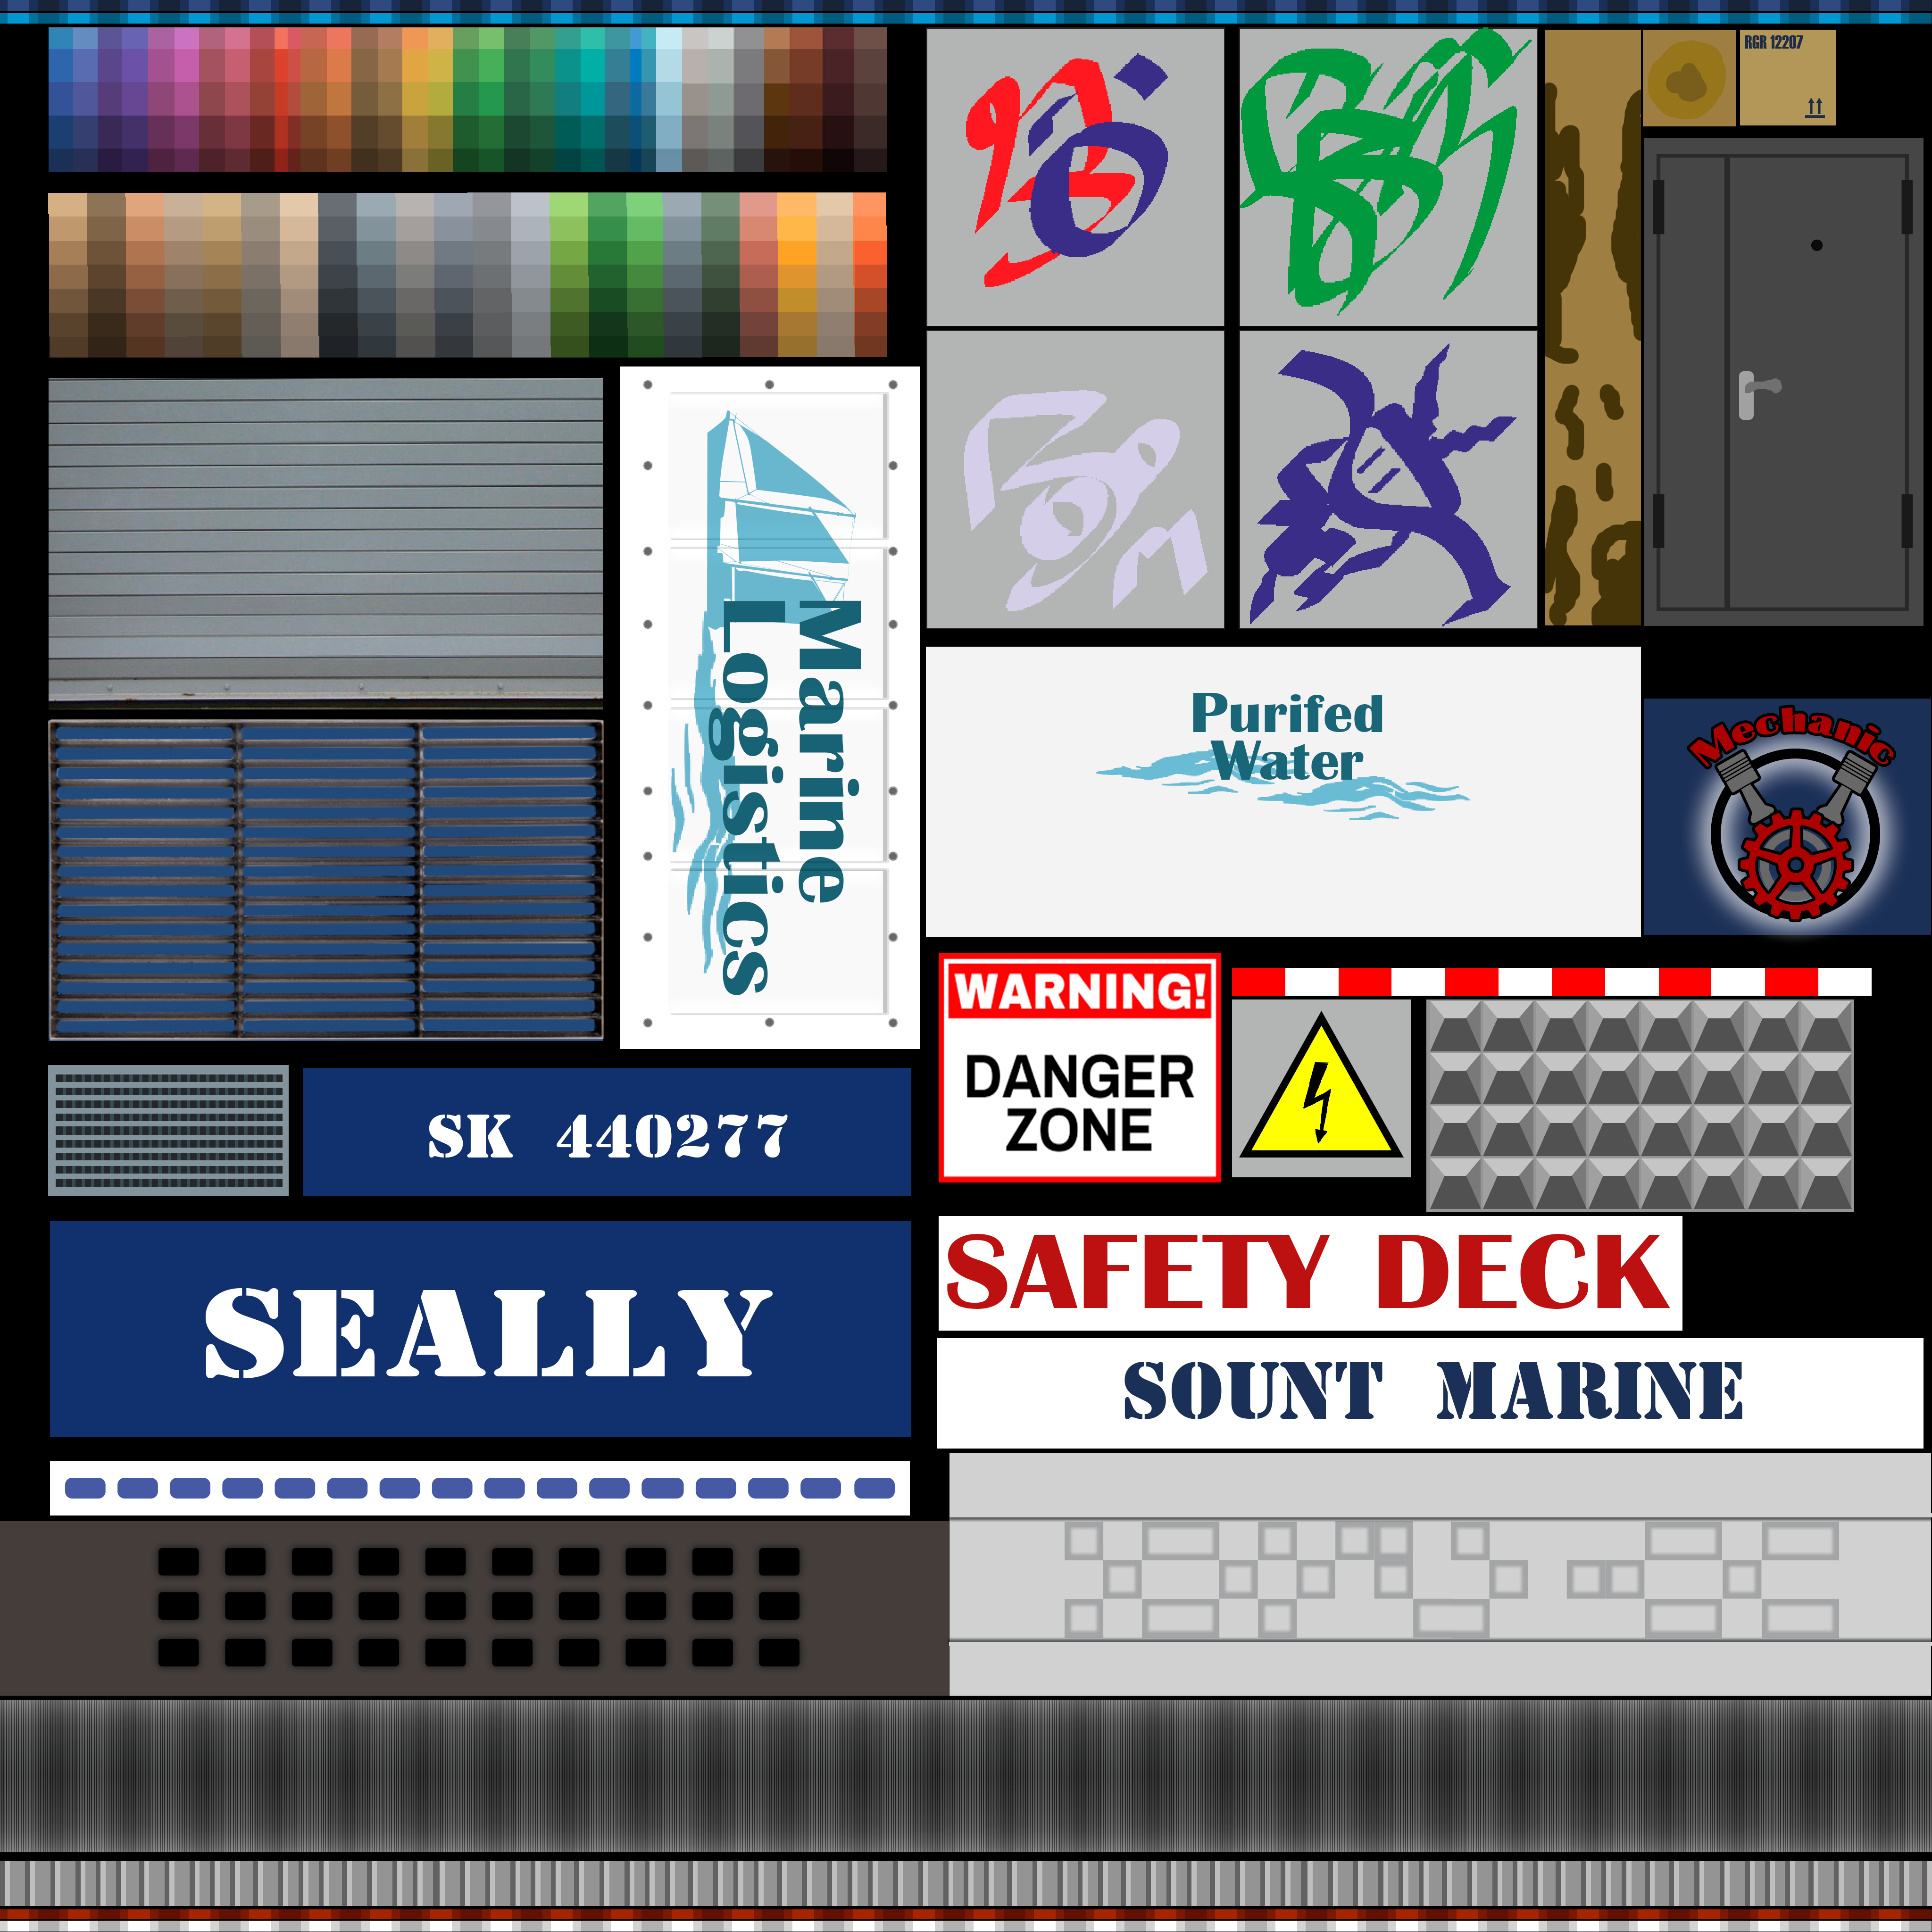 RGR 12207
Marine
Logistics
Purifed
Water
Mechanic
WARNING!
DANGER
ZONE
SK 440277
SAFETY DECK
SEALLY
SOUNT MARINE